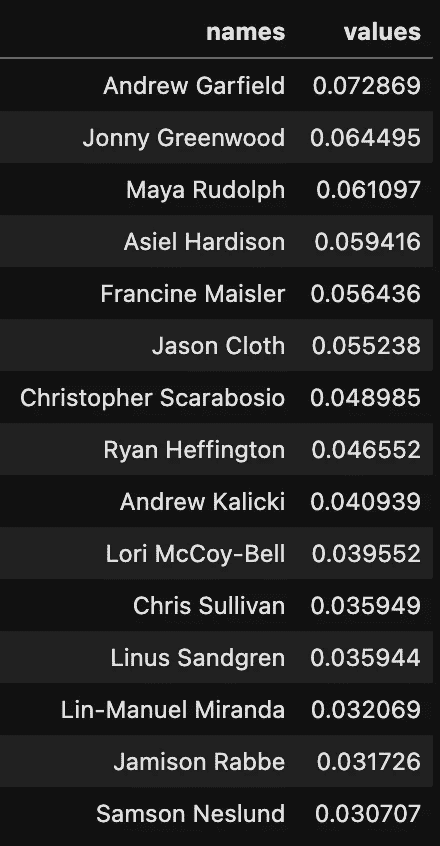 names values
Andrew Garfield 0.072869
Jonny Greenwood 0.064495
Maya Rudolph 0.061097
Asiel Hardison 0.059416
Francine Maisler 0.056436
Jason Cloth 0.055238
Christopher Scarabosio 0.048985
Ryan Heffington 0.046552
Andrew Kalicki 0.040939
Lori McCoy-Bell 0.039552
Chris Sullivan 0.035949
Linus Sandgren 0.035944
Lin-Manuel Miranda 0.032069
Jamison Rabbe 0.031726
Samson Neslund 0.030707